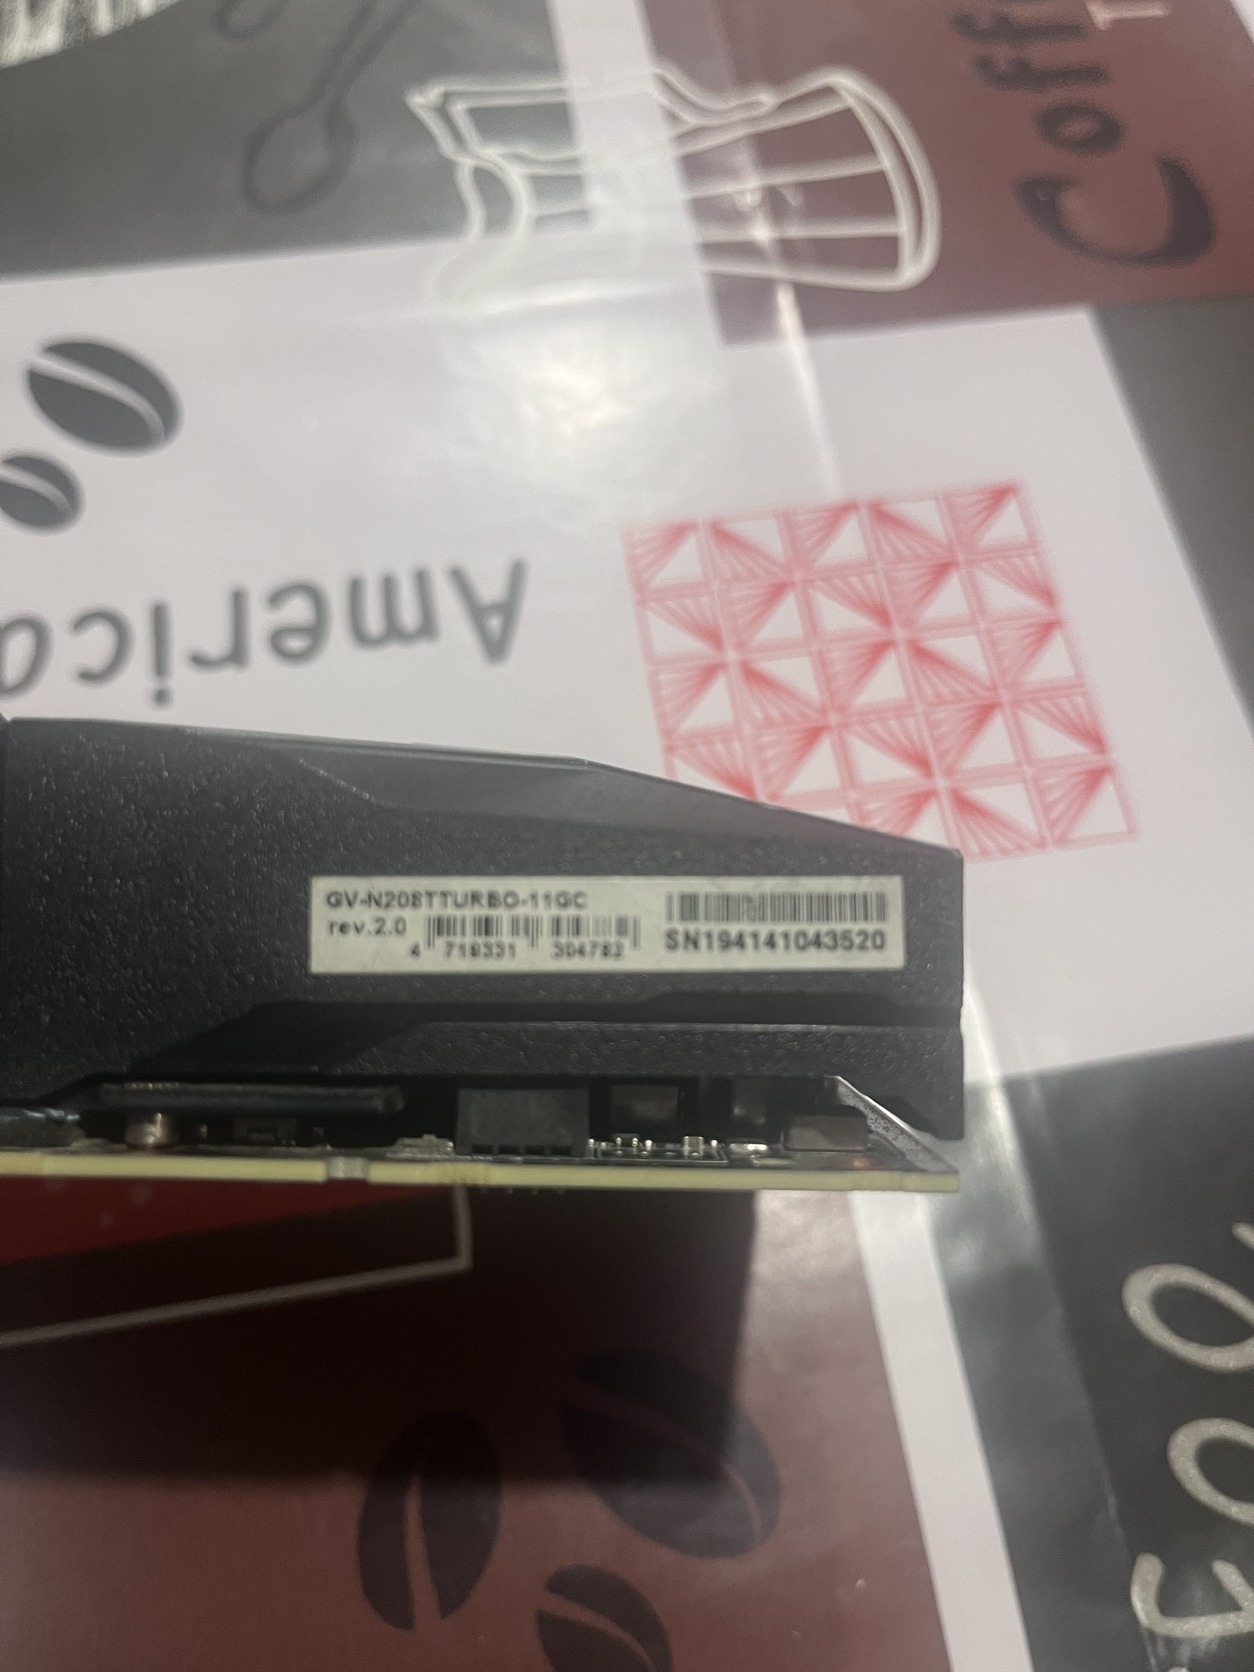 Coff
America
GV-N208TTURBO-11GC
rev.2.0
4 719331 304782
SN194141043520